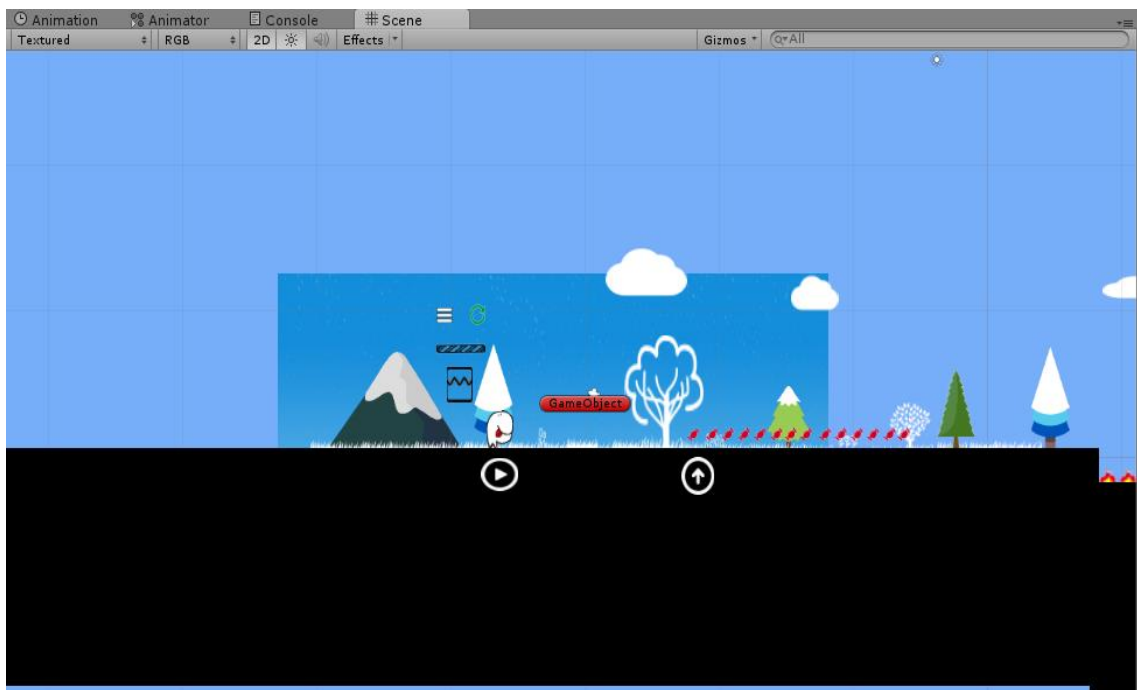 Animation Animator Console Scene
Textured RGB 2D Effects Gizmos All
GameObject